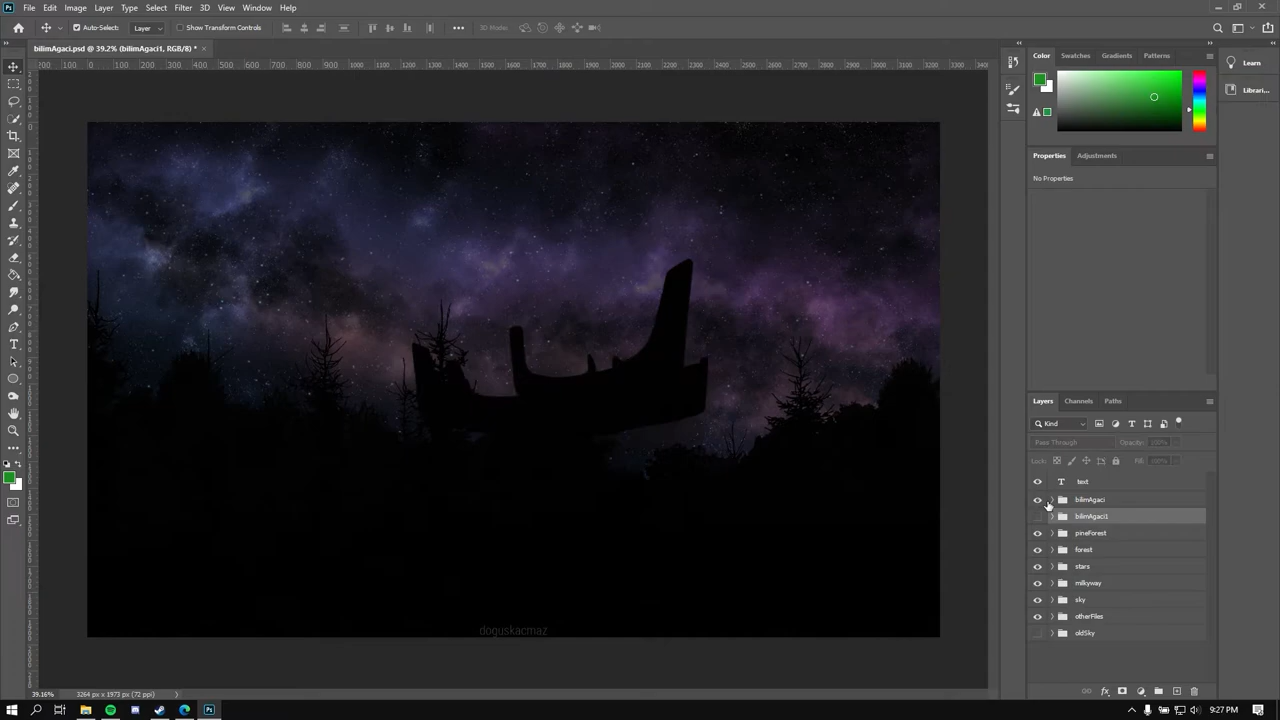 File Edit Image Layer Type Select Filter 3D View Window Help
Auto-Select: Layer Show Transform Controls 3D Mode:
bilimAgaci.psd @ 39.2% (bilimAgaci1, RGB/8) *
Color Swatches Gradients Patterns
Learn
Librari...
Properties Adjustments
No Properties
Layers Channels Paths
Kind
Pass Through Opacity: 100%
Lock: Fill: 100%
text
bilimAgaci
bilimAgaci1
pineForest
forest
stars
milkyway
sky
otherFiles
oldSky
doguskacmaz
39.16% 3264 px x 1973 px (72 ppi)
9:27 PM